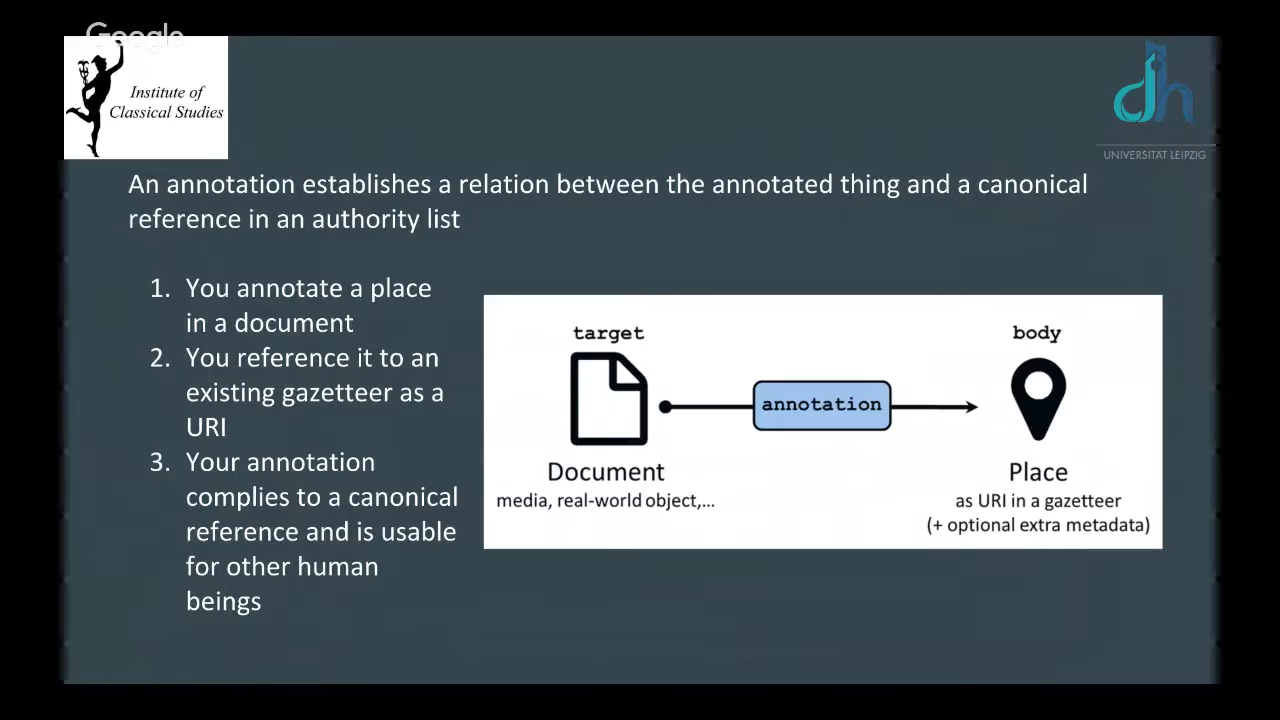 Google
Institute of
Classical Studies
dh
UNIVERSITÄT LEIPZIG
An annotation establishes a relation between the annotated thing and a canonical
reference in an authority list
1. You annotate a place
in a document
2. You reference it to an
existing gazetteer as a
URI
3. Your annotation
complies to a canonical
reference and is usable
for other human
beings
target
body
annotation
Document
media, real-world object,...
Place
as URI in a gazetteer
(+ optional extra metadata)